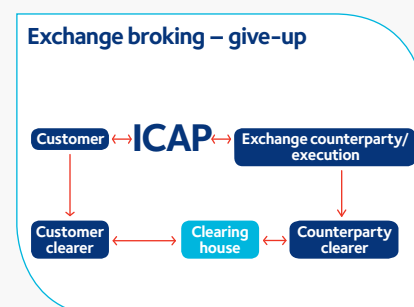 Exchange broking – give-up
Customer
ICAP
Exchange counterparty/
execution
Customer
clearer
Clearing
house
Counterparty
clearer